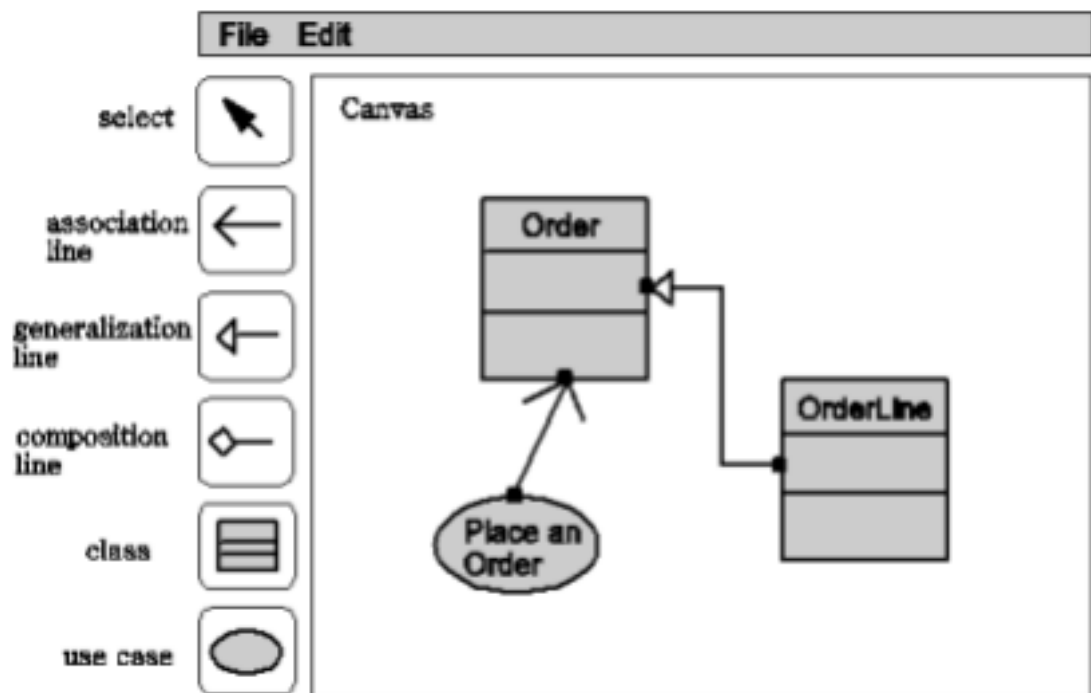 File Edit
select
Canvas
association
line
generalization
line
composition
line
class
use case
Order
OrderLine
Place an
Order